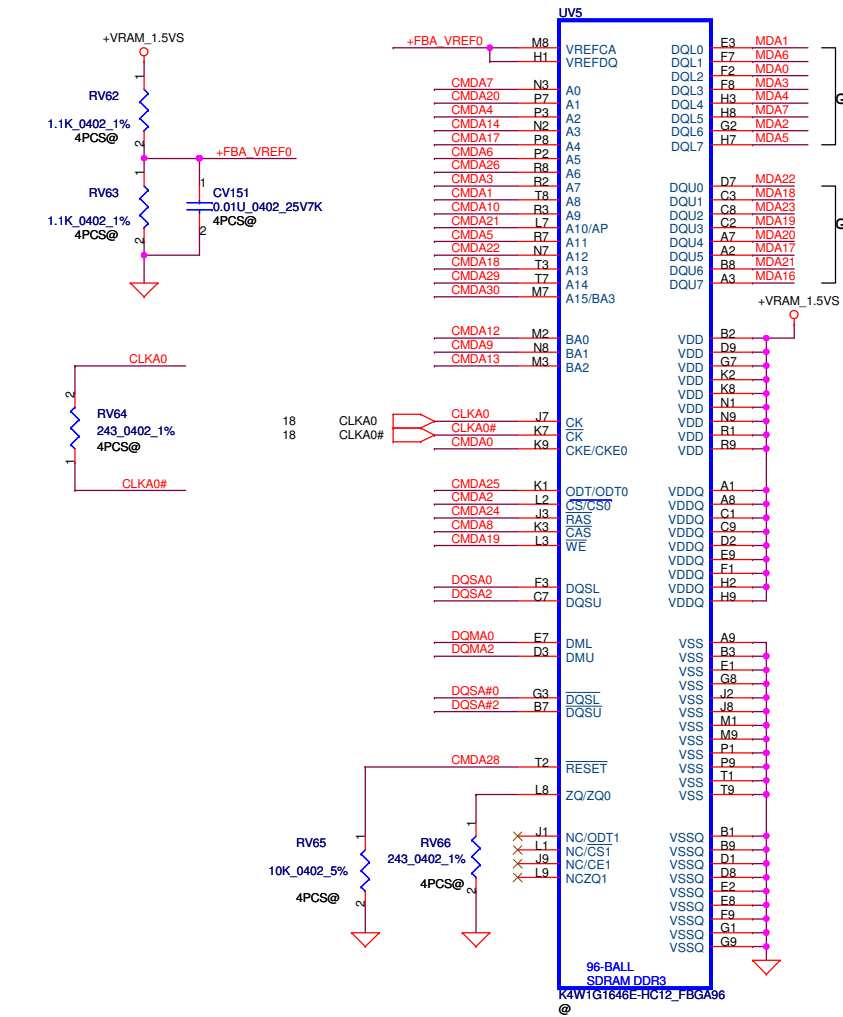 UV5
+VRAM_1.5VS
1
RV62
1.1K_0402_1%
4PCS@
2
+FBA_VREF0
1
RV63
1.1K_0402_1%
4PCS@
2
1
CV151
0.01U_0402_25V7K
4PCS@
2
CLKA0
2
RV64
243_0402_1%
4PCS@
1
CLKA0#
18 CLKA0
18 CLKA0#
+FBA_VREF0 M8 VREFCA
H1 VREFDQ
CMDA7 N3 A0
CMDA20 P7 A1
CMDA4 P3 A2
CMDA14 N2 A3
CMDA17 P8 A4
CMDA6 P2 A5
CMDA26 R8 A6
CMDA3 R2 A7
CMDA1 T8 A8
CMDA10 R3 A9
CMDA21 L7 A10/AP
CMDA5 R7 A11
CMDA22 N7 A12
CMDA18 T3 A13
CMDA29 T7 A14
CMDA30 M7 A15/BA3
CMDA12 M2 BA0
CMDA9 N8 BA1
CMDA13 M3 BA2
CLKA0 J7 CK
CLKA0# K7 CK
CMDA0 K9 CKE/CKE0
CMDA25 K1 ODT/ODT0
CMDA2 L2 CS/CS0
CMDA24 J3 RAS
CMDA8 K3 CAS
CMDA19 L3 WE
DQSA0 F3 DQSL
DQSA2 C7 DQSU
DQMA0 E7 DML
DQMA2 D3 DMU
DQSA#0 G3 DQSL
DQSA#2 B7 DQSU
CMDA28 T2 RESET
L8 ZQ/ZQ0
J1 NC/ODT1
L1 NC/CS1
J9 NC/CE1
L9 NCZQ1
1
RV65
10K_0402_5%
4PCS@
2
1
RV66
243_0402_1%
4PCS@
2
DQL0 E3 MDA1
DQL1 F7 MDA6
DQL2 F2 MDA0
DQL3 F8 MDA3
DQL4 H3 MDA4
DQL5 H8 MDA7
DQL6 G2 MDA2
DQL7 H7 MDA5
DQU0 D7 MDA22
DQU1 C3 MDA18
DQU2 C8 MDA23
DQU3 C2 MDA19
DQU4 A7 MDA20
DQU5 A2 MDA17
DQU6 B8 MDA21
DQU7 A3 MDA16
+VRAM_1.5VS
VDD B2
VDD D9
VDD G7
VDD K2
VDD K8
VDD N1
VDD N9
VDD R1
VDD R9
VDDQ A1
VDDQ A8
VDDQ C1
VDDQ C9
VDDQ D2
VDDQ E9
VDDQ F1
VDDQ H2
VDDQ H9
VSS A9
VSS B3
VSS E1
VSS G8
VSS J2
VSS J8
VSS M1
VSS M9
VSS P1
VSS P9
VSS T1
VSS T9
VSSQ B1
VSSQ B9
VSSQ D1
VSSQ D8
VSSQ E2
VSSQ E8
VSSQ F9
VSSQ G1
VSSQ G9
96-BALL
SDRAM DDR3
K4W1G1646E-HC12_FBGA96
@